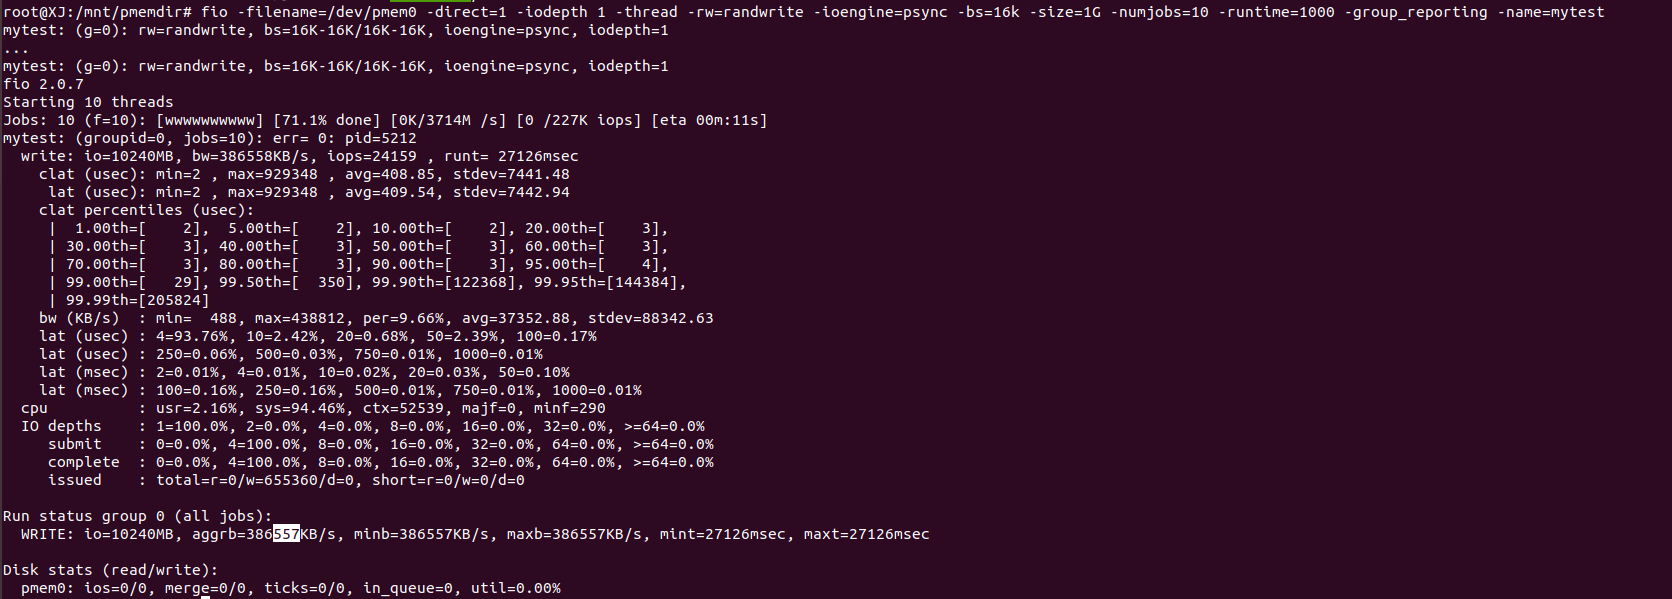 root@XJ:/mnt/pmemdir# fio -filename=/dev/pmem0 -direct=1 -iodepth 1 -thread -rw=randwrite -ioengine=psync -bs=16k -size=1G -numjobs=10 -runtime=1000 -group_reporting -name=mytest
mytest: (g=0): rw=randwrite, bs=16K-16K/16K-16K, ioengine=psync, iodepth=1
...
mytest: (g=0): rw=randwrite, bs=16K-16K/16K-16K, ioengine=psync, iodepth=1
fio 2.0.7
Starting 10 threads
Jobs: 10 (f=10): [wwwwwwwwww] [71.1% done] [0K/3714M /s] [0 /227K iops] [eta 00m:11s]
mytest: (groupid=0, jobs=10): err= 0: pid=5212
  write: io=10240MB, bw=386558KB/s, iops=24159 , runt= 27126msec
    clat (usec): min=2 , max=929348 , avg=408.85, stdev=7441.48
     lat (usec): min=2 , max=929348 , avg=409.54, stdev=7442.94
    clat percentiles (usec):
     |  1.00th=[    2],  5.00th=[    2], 10.00th=[    2], 20.00th=[    3],
     | 30.00th=[    3], 40.00th=[    3], 50.00th=[    3], 60.00th=[    3],
     | 70.00th=[    3], 80.00th=[    3], 90.00th=[    3], 95.00th=[    4],
     | 99.00th=[   29], 99.50th=[  350], 99.90th=[122368], 99.95th=[144384],
     | 99.99th=[205824]
    bw (KB/s)  : min=  488, max=438812, per=9.66%, avg=37352.88, stdev=88342.63
    lat (usec) : 4=93.76%, 10=2.42%, 20=0.68%, 50=2.39%, 100=0.17%
    lat (usec) : 250=0.06%, 500=0.03%, 750=0.01%, 1000=0.01%
    lat (msec) : 2=0.01%, 4=0.01%, 10=0.02%, 20=0.03%, 50=0.10%
    lat (msec) : 100=0.16%, 250=0.16%, 500=0.01%, 750=0.01%, 1000=0.01%
  cpu          : usr=2.16%, sys=94.46%, ctx=52539, majf=0, minf=290
  IO depths    : 1=100.0%, 2=0.0%, 4=0.0%, 8=0.0%, 16=0.0%, 32=0.0%, >=64=0.0%
     submit    : 0=0.0%, 4=100.0%, 8=0.0%, 16=0.0%, 32=0.0%, 64=0.0%, >=64=0.0%
     complete  : 0=0.0%, 4=100.0%, 8=0.0%, 16=0.0%, 32=0.0%, 64=0.0%, >=64=0.0%
     issued    : total=r=0/w=655360/d=0, short=r=0/w=0/d=0
Run status group 0 (all jobs):
  WRITE: io=10240MB, aggrb=386557KB/s, minb=386557KB/s, maxb=386557KB/s, mint=27126msec, maxt=27126msec
Disk stats (read/write):
  pmem0: ios=0/0, merge=0/0, ticks=0/0, in_queue=0, util=0.00%